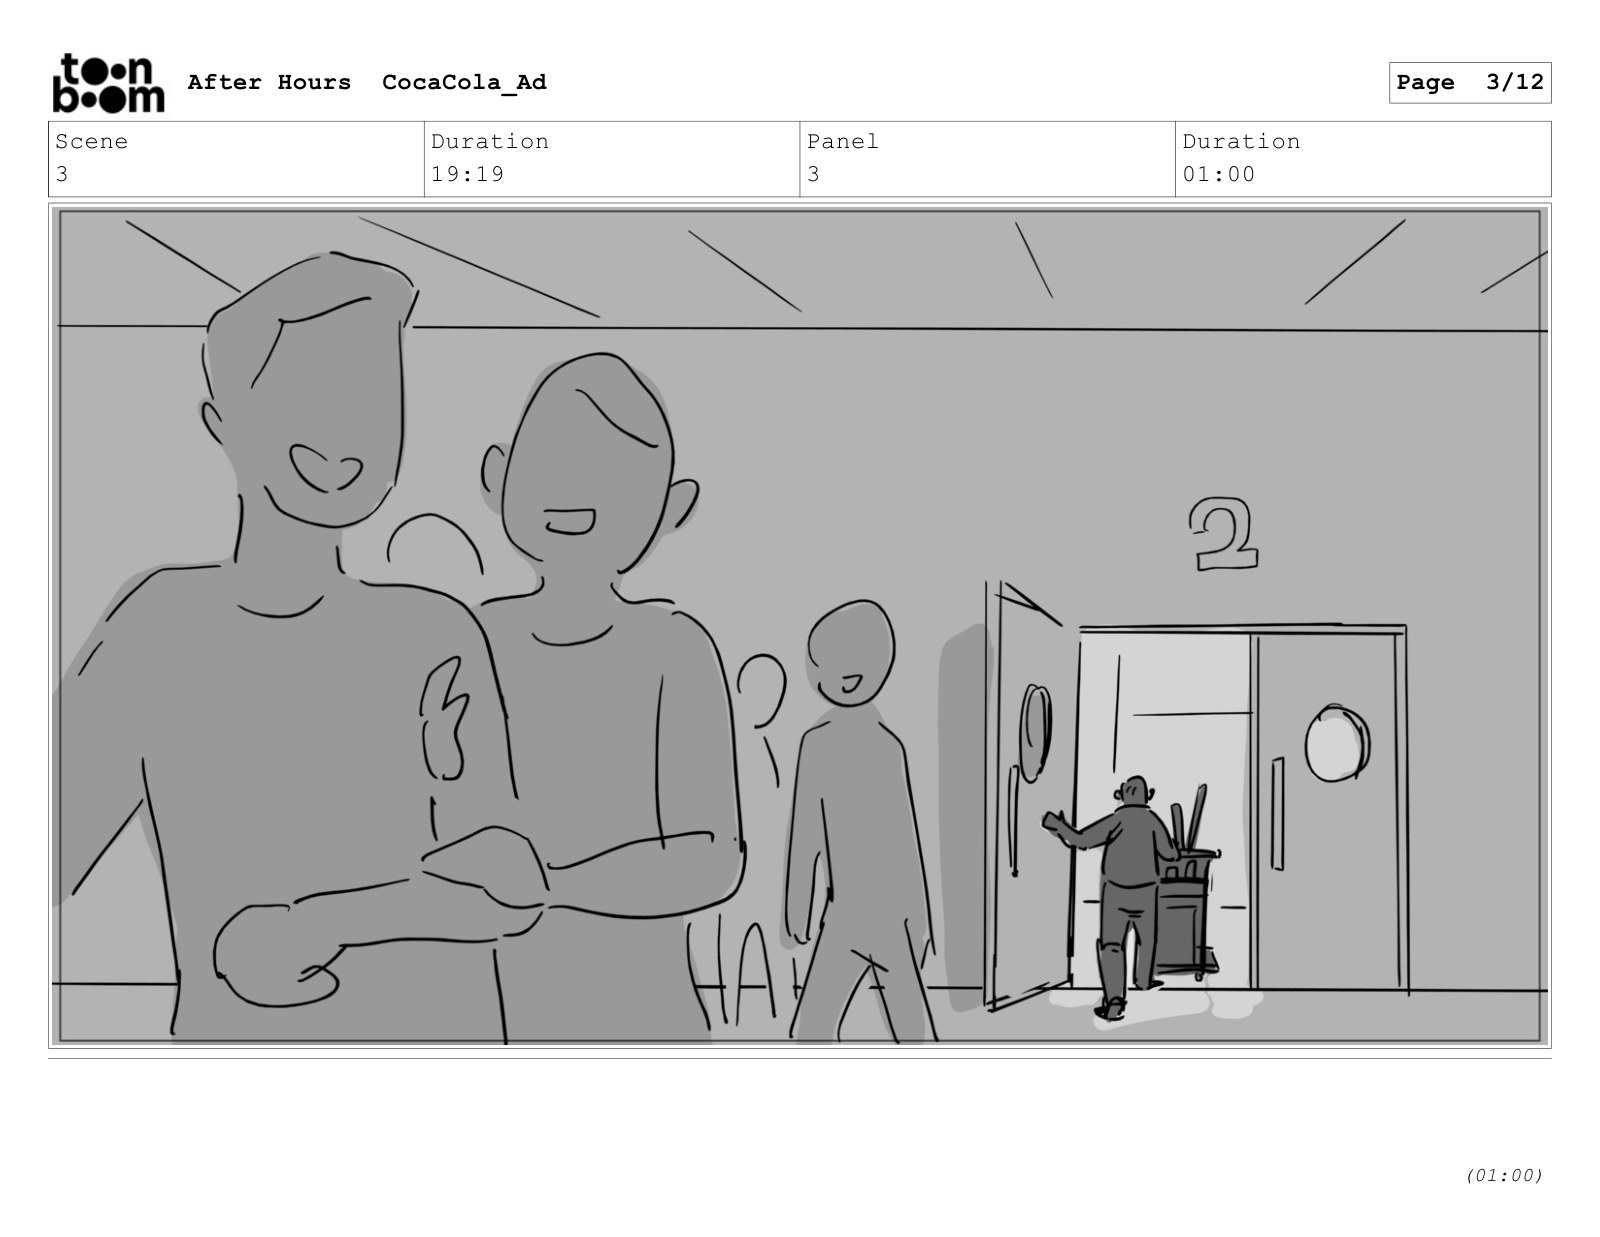 toon
boom
After Hours CocaCola_Ad
Page 3/12
Scene
3
Duration
19:19
Panel
3
Duration
01:00
2
(01:00)